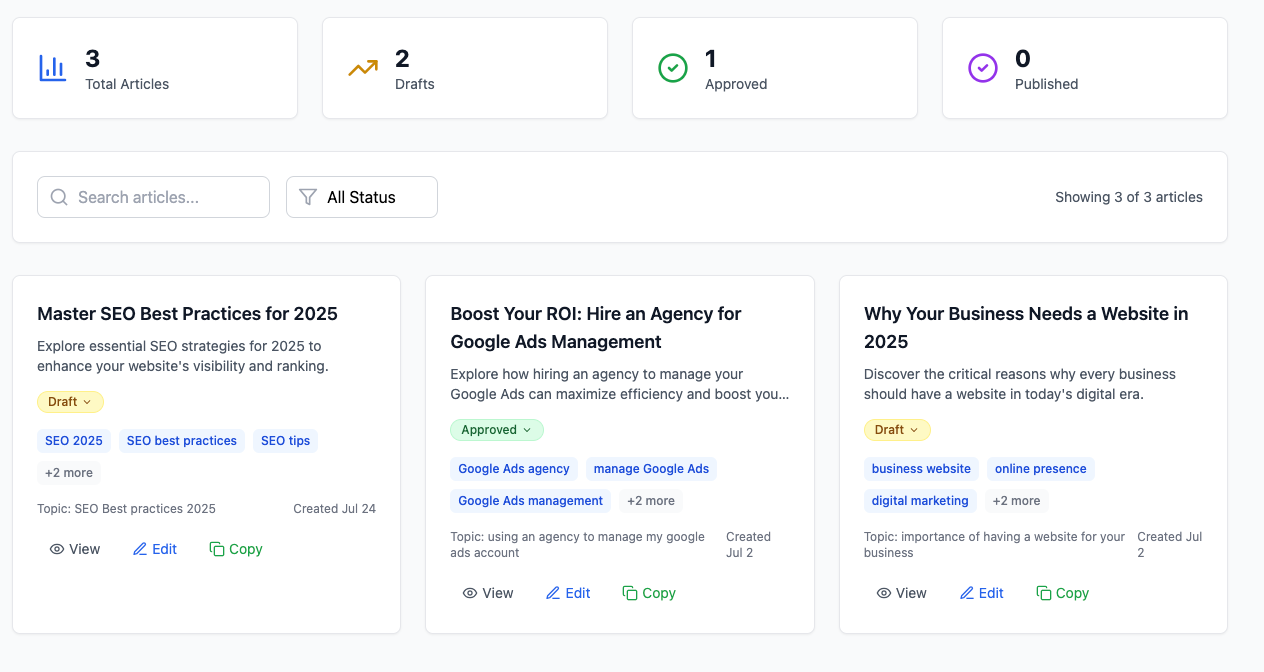 3
Total Articles
2
Drafts
1
Approved
0
Published
Search articles...
All Status
Showing 3 of 3 articles
Master SEO Best Practices for 2025
Explore essential SEO strategies for 2025 to
enhance your website's visibility and ranking.
Draft
SEO 2025 SEO best practices SEO tips
+2 more
Topic: SEO Best practices 2025 Created Jul 24
View Edit Copy
Boost Your ROI: Hire an Agency for
Google Ads Management
Explore how hiring an agency to manage your
Google Ads can maximize efficiency and boost you...
Approved
Google Ads agency manage Google Ads
Google Ads management +2 more
Topic: using an agency to manage my google Created
ads account Jul 2
View Edit Copy
Why Your Business Needs a Website in
2025
Discover the critical reasons why every business
should have a website in today's digital era.
Draft
business website online presence
digital marketing +2 more
Topic: importance of having a website for your Created Jul
business 2
View Edit Copy